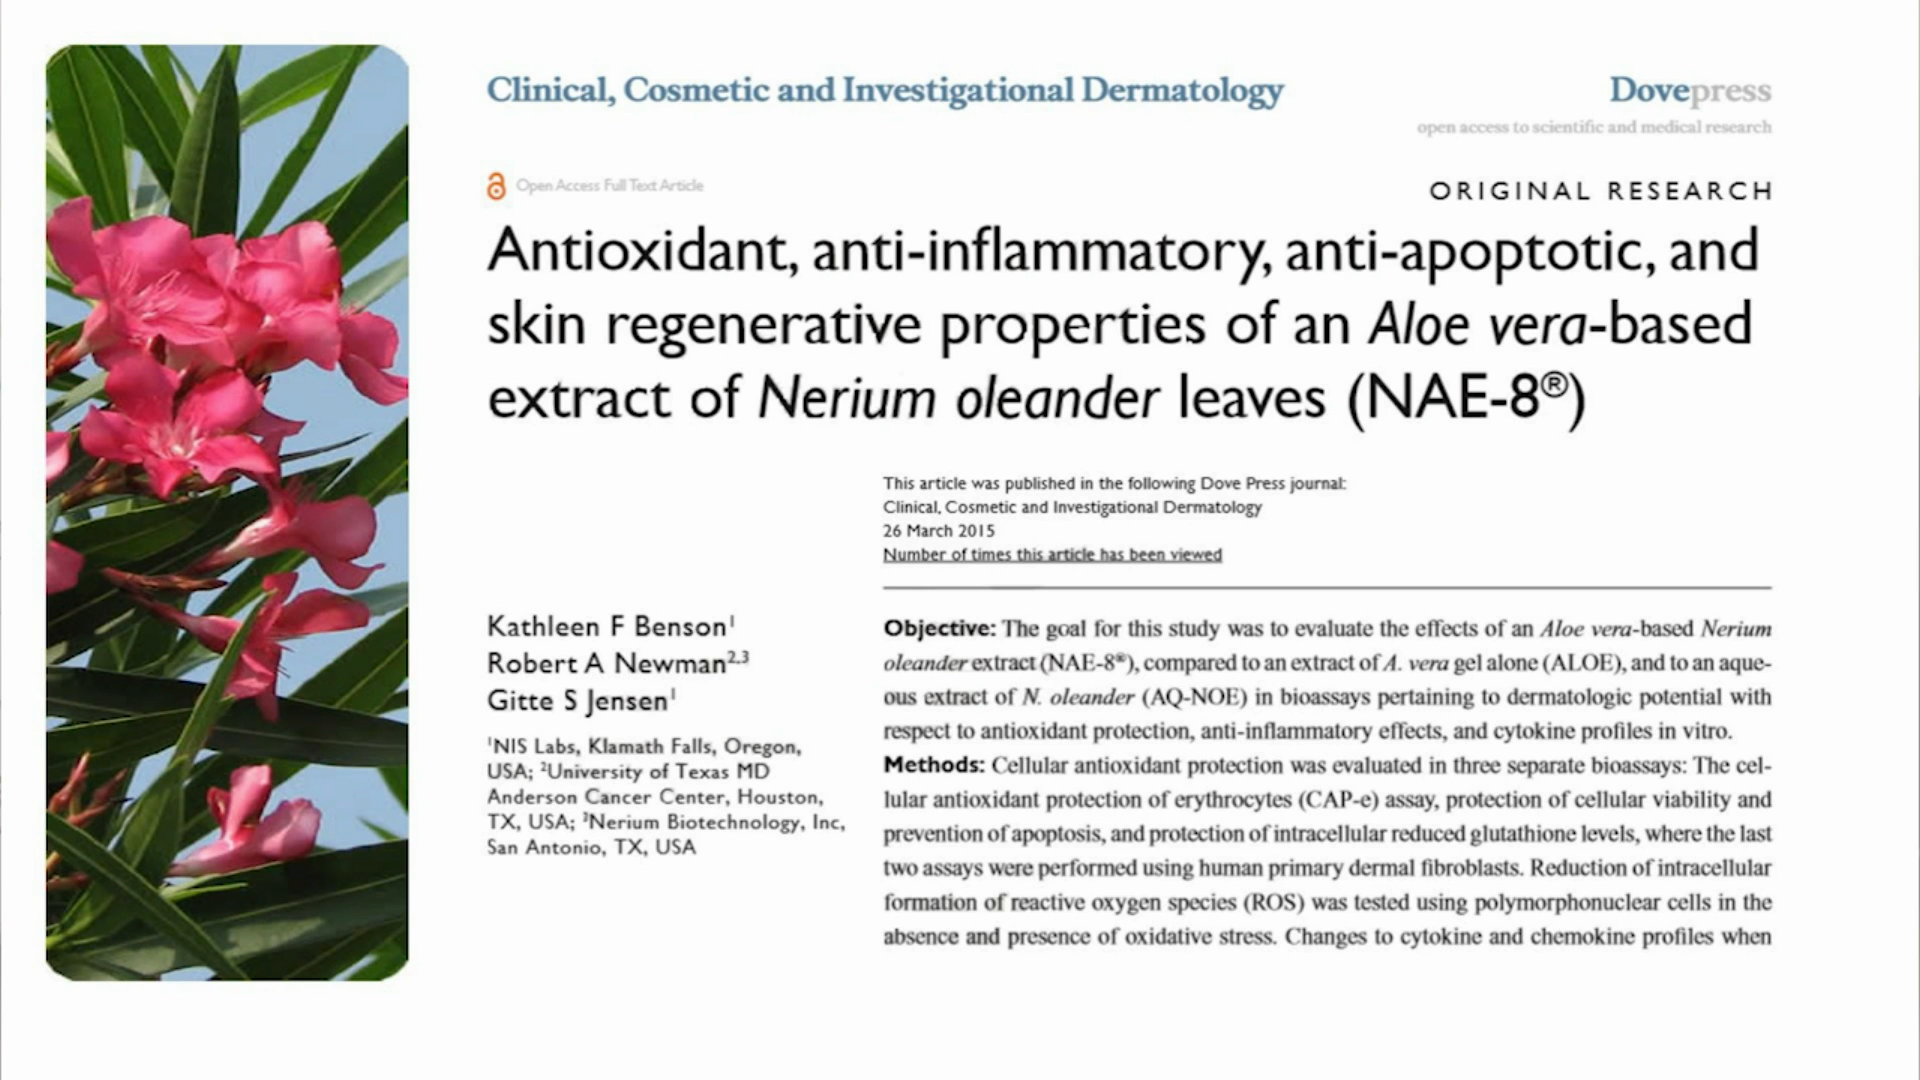 Clinical, Cosmetic and Investigational Dermatology
Dovepress
open access to scientific and medical research
Open Access Full Text Article
ORIGINAL RESEARCH
Antioxidant, anti-inflammatory, anti-apoptotic, and
skin regenerative properties of an Aloe vera-based
extract of Nerium oleander leaves (NAE-8®)
This article was published in the following Dove Press journal:
Clinical, Cosmetic and Investigational Dermatology
26 March 2015
Number of times this article has been viewed
Kathleen F Benson¹
Robert A Newman²,³
Gitte S Jensen¹
¹NIS Labs, Klamath Falls, Oregon,
USA; ²University of Texas MD
Anderson Cancer Center, Houston,
TX, USA; ³Nerium Biotechnology, Inc,
San Antonio, TX, USA
Objective: The goal for this study was to evaluate the effects of an Aloe vera-based Nerium
oleander extract (NAE-8®), compared to an extract of A. vera gel alone (ALOE), and to an aque-
ous extract of N. oleander (AQ-NOE) in bioassays pertaining to dermatologic potential with
respect to antioxidant protection, anti-inflammatory effects, and cytokine profiles in vitro.
Methods: Cellular antioxidant protection was evaluated in three separate bioassays: The cel-
lular antioxidant protection of erythrocytes (CAP-e) assay, protection of cellular viability and
prevention of apoptosis, and protection of intracellular reduced glutathione levels, where the last
two assays were performed using human primary dermal fibroblasts. Reduction of intracellular
formation of reactive oxygen species (ROS) was tested using polymorphonuclear cells in the
absence and presence of oxidative stress. Changes to cytokine and chemokine profiles when